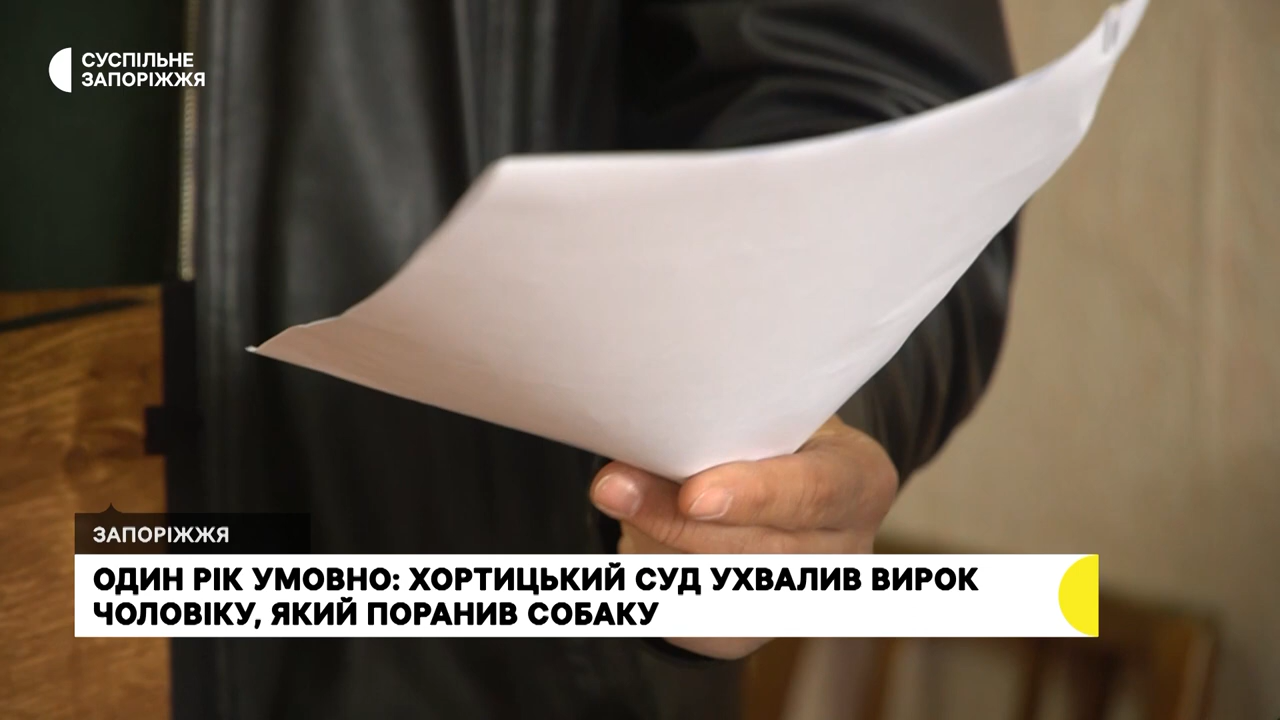 СУСПІЛЬНЕ
ЗАПОРІЖЖЯ
ЗАПОРІЖЖЯ
ОДИН РІК УМОВНО: ХОРТИЦЬКИЙ СУД УХВАЛИВ ВИРОК
ЧОЛОВІКУ, ЯКИЙ ПОРАНИВ СОБАКУ